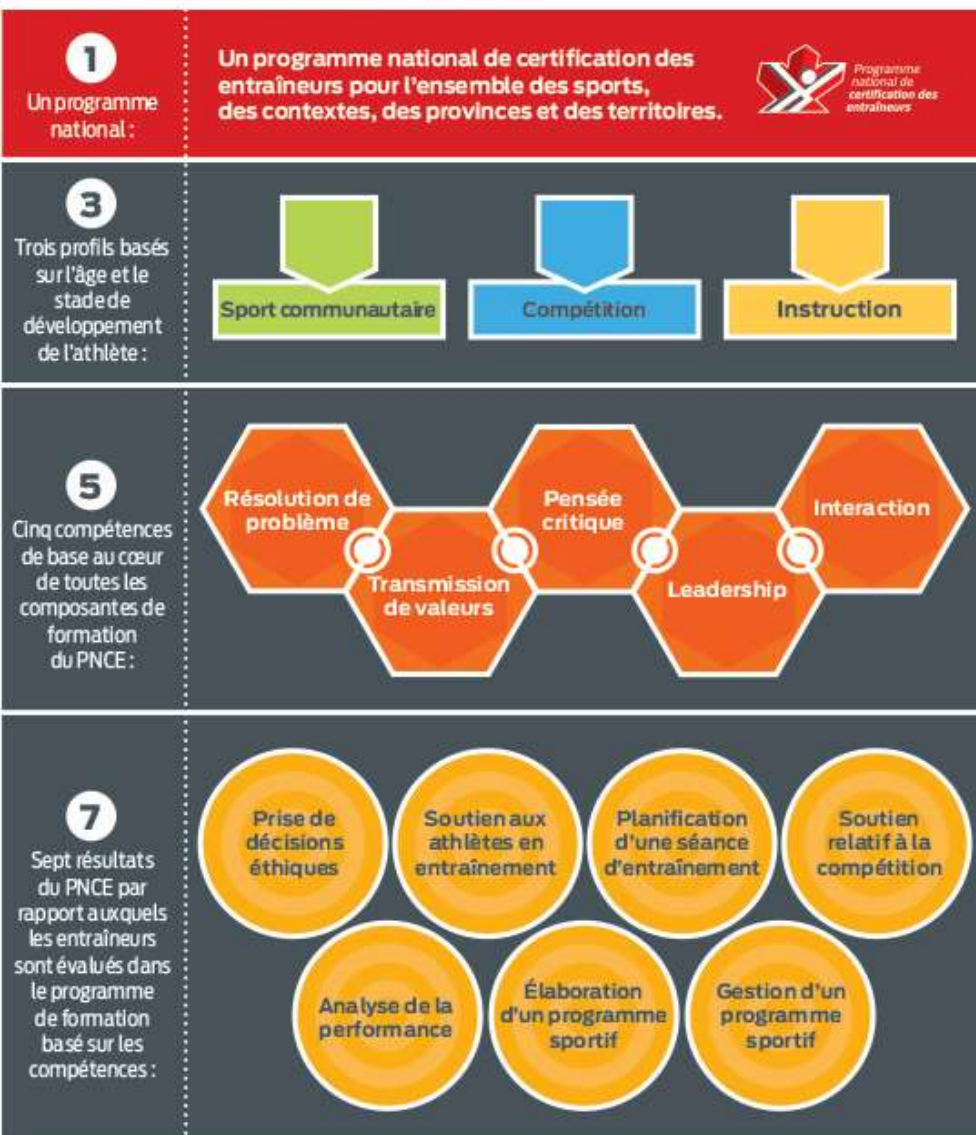 1
Un programme
national :
Un programme national de certification des
entraîneurs pour l'ensemble des sports,
des contextes, des provinces et des territoires.
Programme
national de
certification des
entraîneurs
3
Trois profils basés
sur l'âge et le
stade de
développement
de l'athlète :
Sport communautaire
Compétition
Instruction
5
Cinq compétences
de base au cœur
de toutes les
composantes de
formation
du PNCE :
Résolution de
problème
Transmission
de valeurs
Pensée
critique
Leadership
Interaction
7
Sept résultats
du PNCE par
rapport auxquels
les entraîneurs
sont évalués dans
le programme
de formation
basé sur les
compétences :
Prise de
décisions
éthiques
Soutien aux
athlètes en
entraînement
Planification
d'une séance
d'entraînement
Soutien
relatif à la
compétition
Analyse de la
performance
Élaboration
d'un programme
sportif
Gestion d'un
programme
sportif